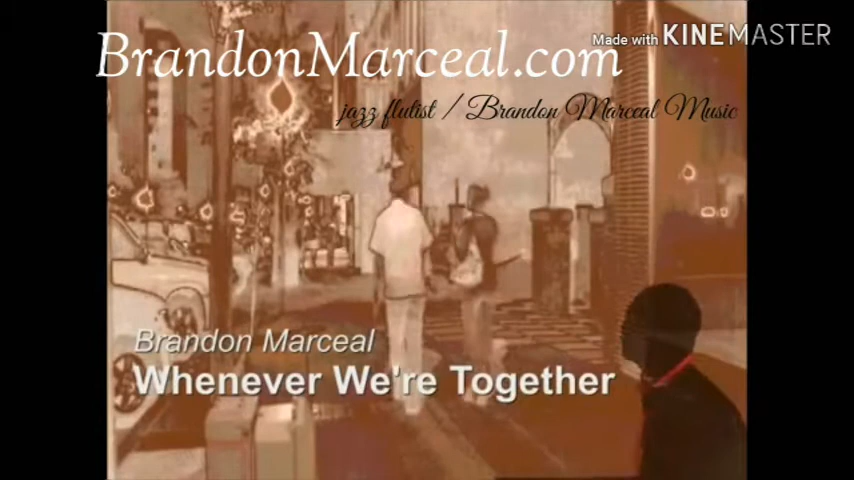 BrandonMarceal.com
Made with KINEMASTER
jazz flutist / Brandon Marceal Music
Brandon Marceal
Whenever We're Together